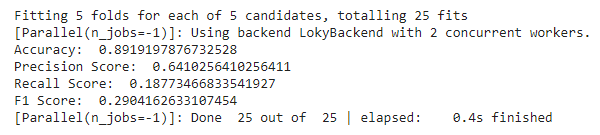 Fitting 5 folds for each of 5 candidates, totalling 25 fits
[Parallel(n_jobs=-1)]: Using backend LokyBackend with 2 concurrent workers.
Accuracy:  0.8919197876732528
Precision Score:  0.6410256410256411
Recall Score:  0.18773466833541927
F1 Score:  0.2904162633107454
[Parallel(n_jobs=-1)]: Done  25 out of  25 | elapsed:    0.4s finished